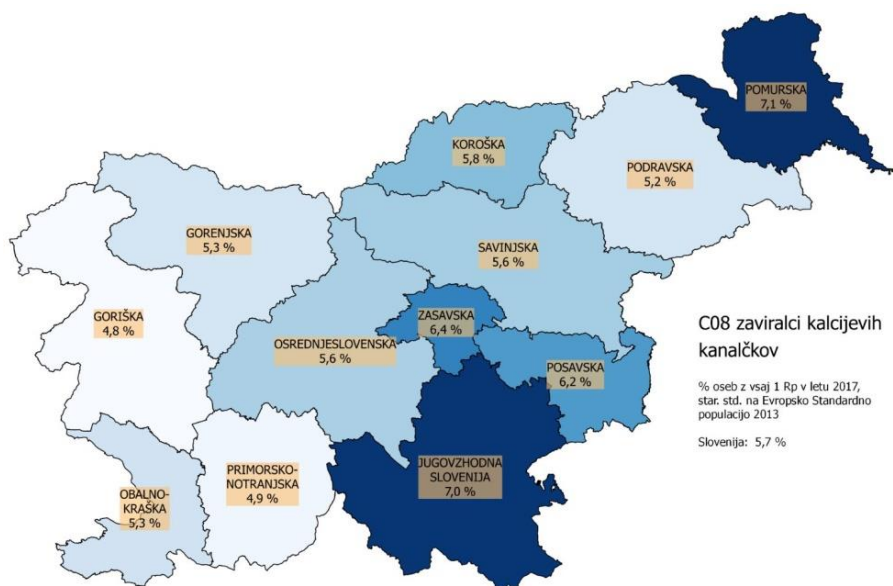 POMURSKA
7,1 %
KOROŠKA
5,8 %
PODRAVSKA
5,2 %
GORENJSKA
5,3 %
SAVINJSKA
5,6 %
GORIŠKA
4,8 %
ZASAVSKA
6,4 %
OSREDNJESLOVENSKA
5,6 %
POSAVSKA
6,2 %
C08 zaviralci kalcijevih
kanalčkov
% oseb z vsaj 1 Rp v letu 2017,
star. std. na Evropsko Standardno
populacijo 2013
Slovenija: 5,7 %
JUGOVZHODNA
SLOVENIJA
7,0 %
PRIMORSKO-
NOTRANJSKA
4,9 %
OBALNO-
KRAŠKA
5,3 %